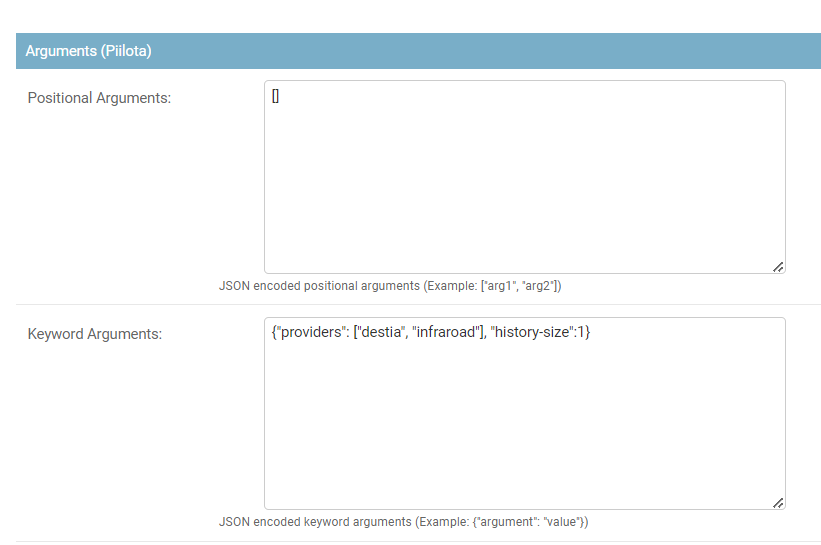 Arguments (Piilota)
Positional Arguments:
[]
JSON encoded positional arguments (Example: ["arg1", "arg2"])
Keyword Arguments:
{"providers": ["destia", "infraroad"], "history-size":1}
JSON encoded keyword arguments (Example: {"argument": "value"})